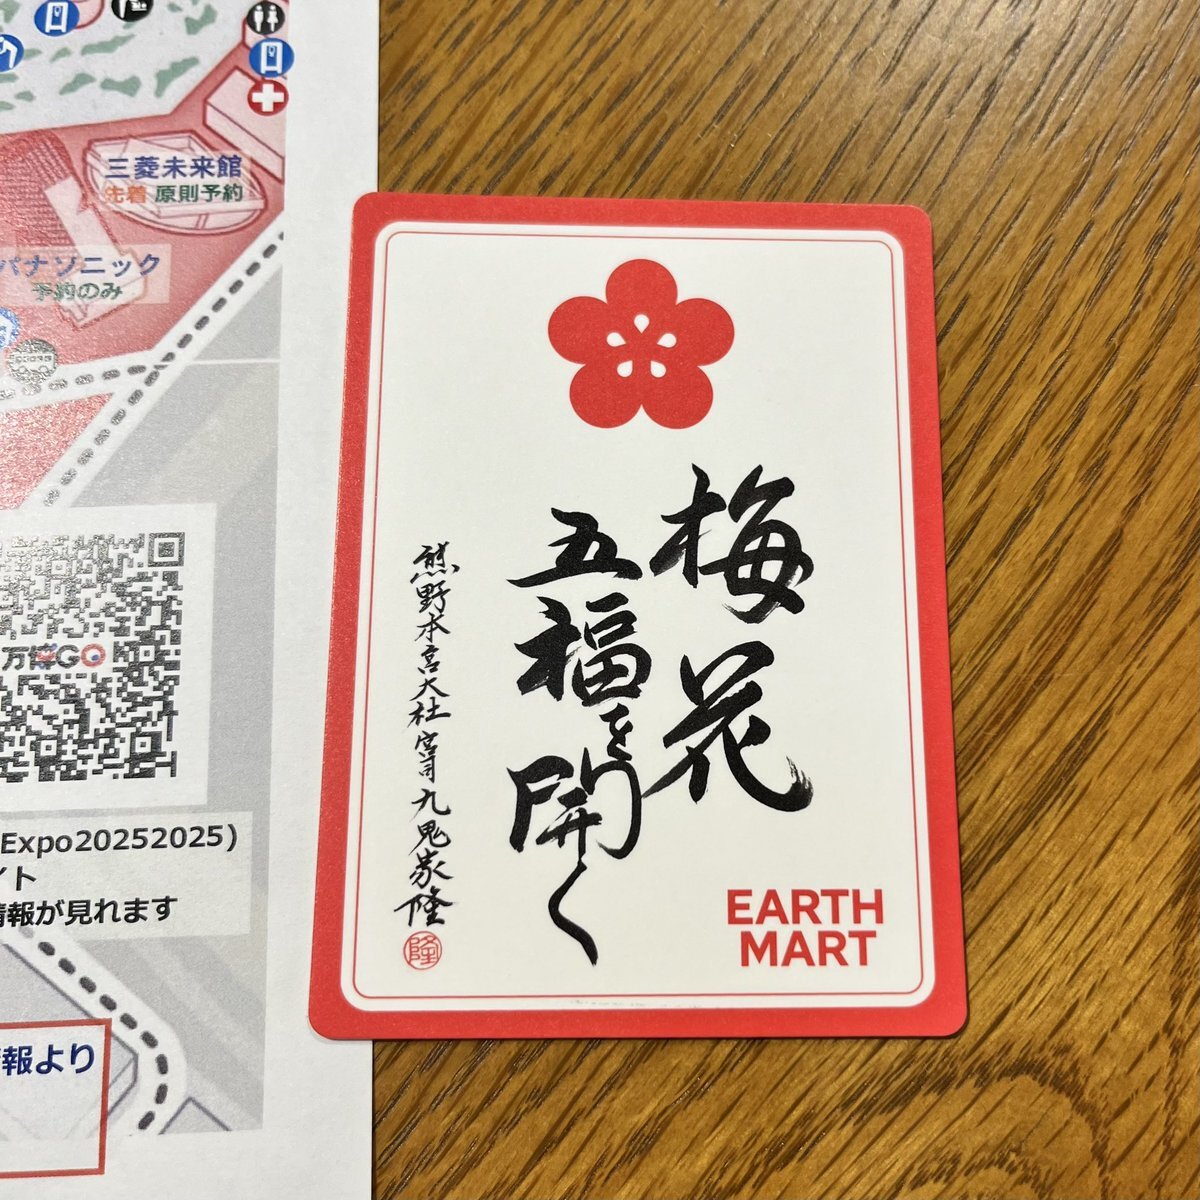 三菱未来館
先着 原則予約
パナソニック
予約のみ
万博GO
Expo20252025)
イト
情報が見れます
報より
梅花
五福を開く
熊野本宮大社宮司九鬼家隆
隆
EARTH
MART